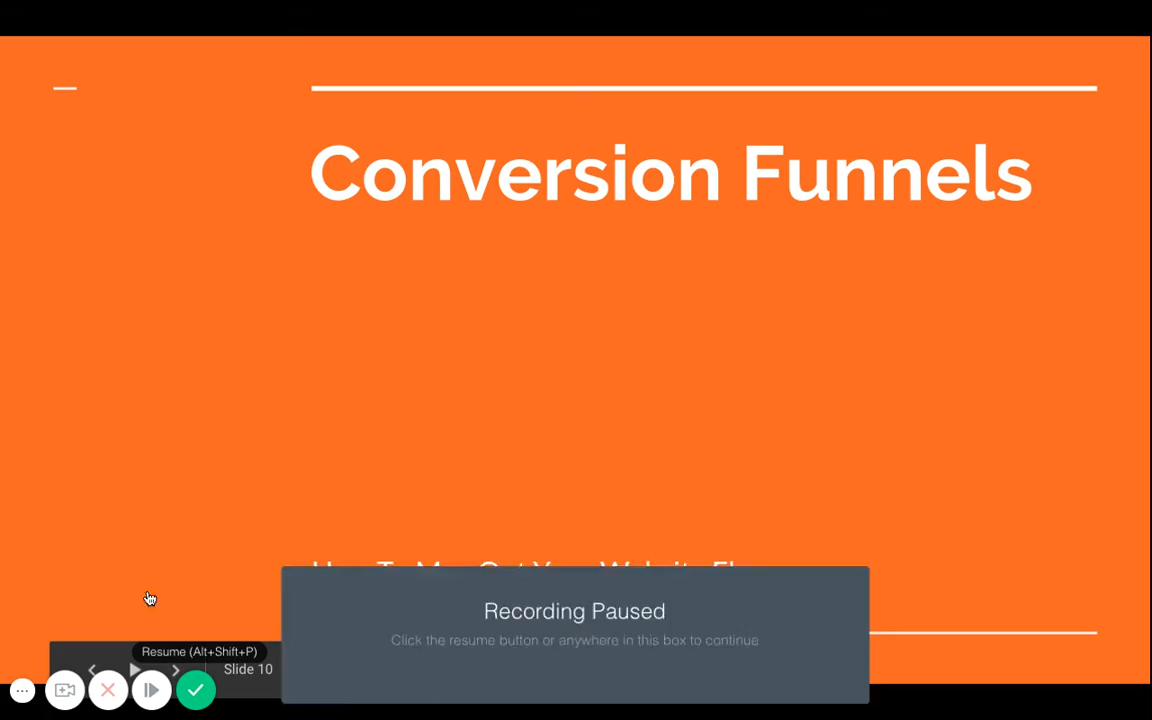 Conversion Funnels
Recording Paused
Click the resume button or anywhere in this box to continue
Resume (Alt+Shift+P)
Slide 10